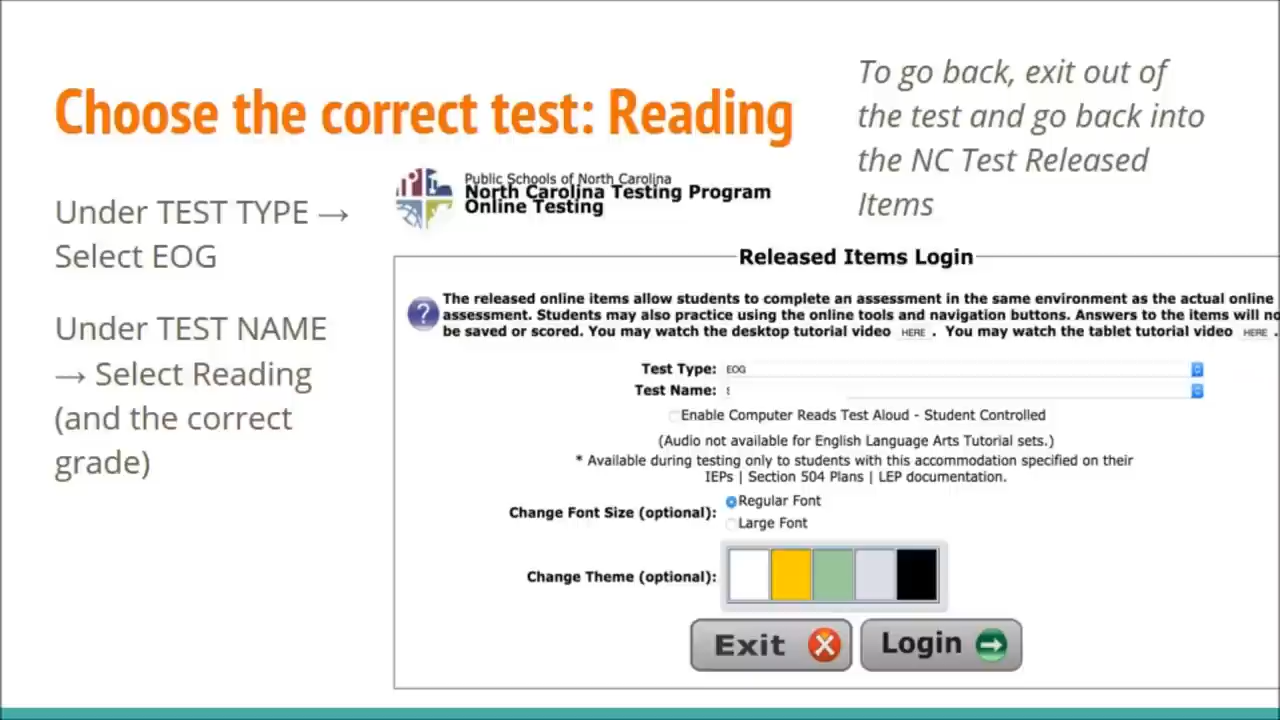 Choose the correct test: Reading
To go back, exit out of
the test and go back into
the NC Test Released
Items
Under TEST TYPE →
Select EOG
Under TEST NAME
→ Select Reading
(and the correct
grade)
Public Schools of North Carolina
North Carolina Testing Program
Online Testing
Released Items Login
The released online items allow students to complete an assessment in the same environment as the actual online
assessment. Students may also practice using the online tools and navigation buttons. Answers to the items will
be saved or scored. You may watch the desktop tutorial video HERE . You may watch the tablet tutorial video HERE .
Test Type: EOG
Test Name:
Enable Computer Reads Test Aloud - Student Controlled
(Audio not available for English Language Arts Tutorial sets.)
* Available during testing only to students with this accommodation specified on their
IEPs | Section 504 Plans | LEP documentation.
Change Font Size (optional): Regular Font
Large Font
Change Theme (optional):
Exit Login